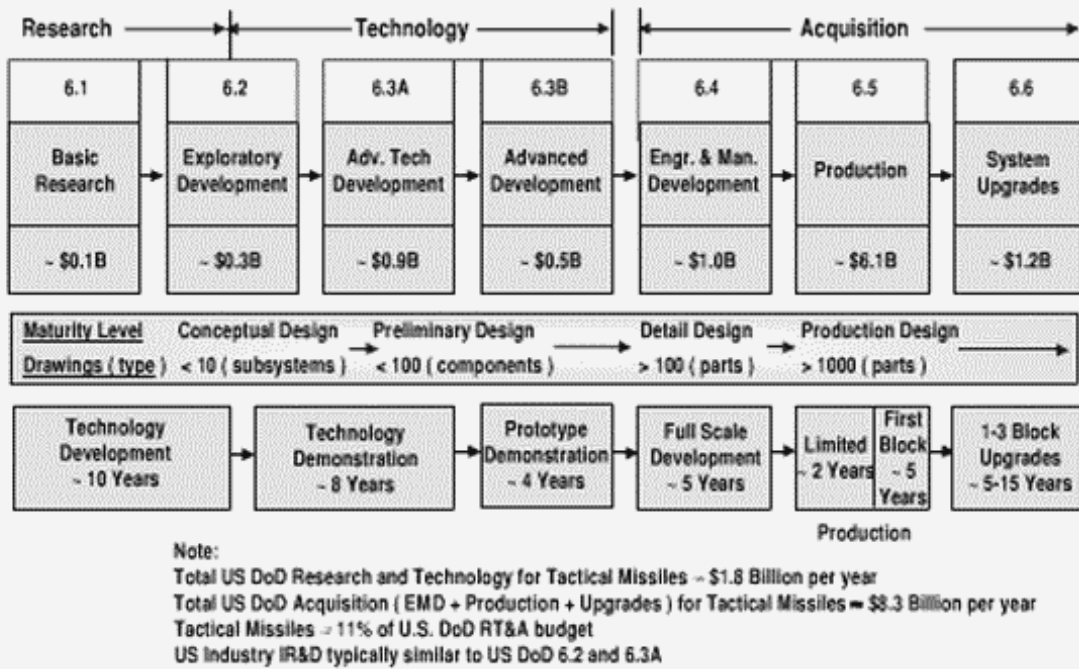 Research Technology Acquisition
6.1 6.2 6.3A 6.3B 6.4 6.5 6.6
Basic Research
Exploratory Development
Adv. Tech Development
Advanced Development
Engr. & Man. Development
Production
System Upgrades
~ $0.1B ~ $0.3B ~ $0.9B ~ $0.5B ~ $1.0B ~ $6.1B ~ $1.2B
Maturity Level Conceptual Design Preliminary Design Detail Design Production Design
Drawings ( type ) < 10 ( subsystems ) < 100 ( components ) > 100 ( parts ) > 1000 ( parts )
Technology Development ~ 10 Years
Technology Demonstration ~ 8 Years
Prototype Demonstration ~ 4 Years
Full Scale Development ~ 5 Years
Limited ~ 2 Years
First Block ~ 5 Years
1-3 Block Upgrades ~ 5-15 Years
Production
Note:
Total US DoD Research and Technology for Tactical Missiles ~ $1.8 Billion per year
Total US DoD Acquisition ( EMD + Production + Upgrades ) for Tactical Missiles ~ $8.3 Billion per year
Tactical Missiles ~ 11% of U.S. DoD RT&A budget
US Industry IR&D typically similar to US DoD 6.2 and 6.3A